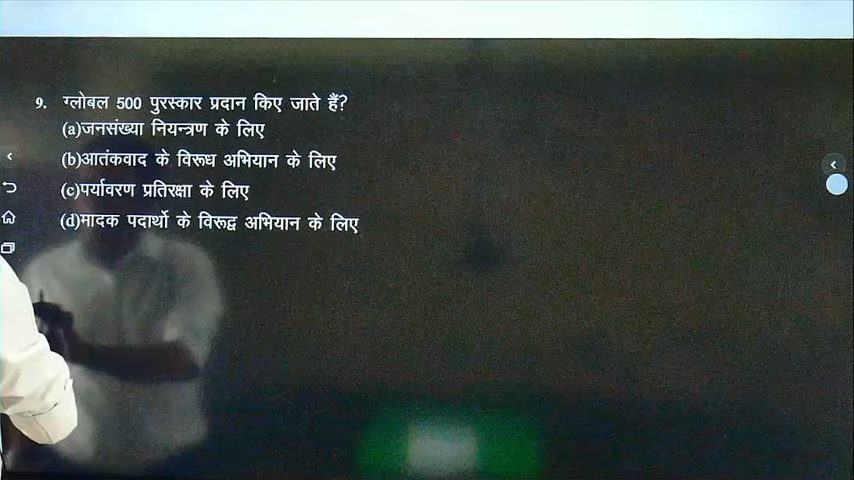 9. ग्लोबल 500 पुरस्कार प्रदान किए जाते हैं?
(a)जनसंख्या नियन्त्रण के लिए
(b)आतंकवाद के विरूध अभियान के लिए
(c)पर्यावरण प्रतिरक्षा के लिए
(d)मादक पदार्थो के विरूद्व अभियान के लिए